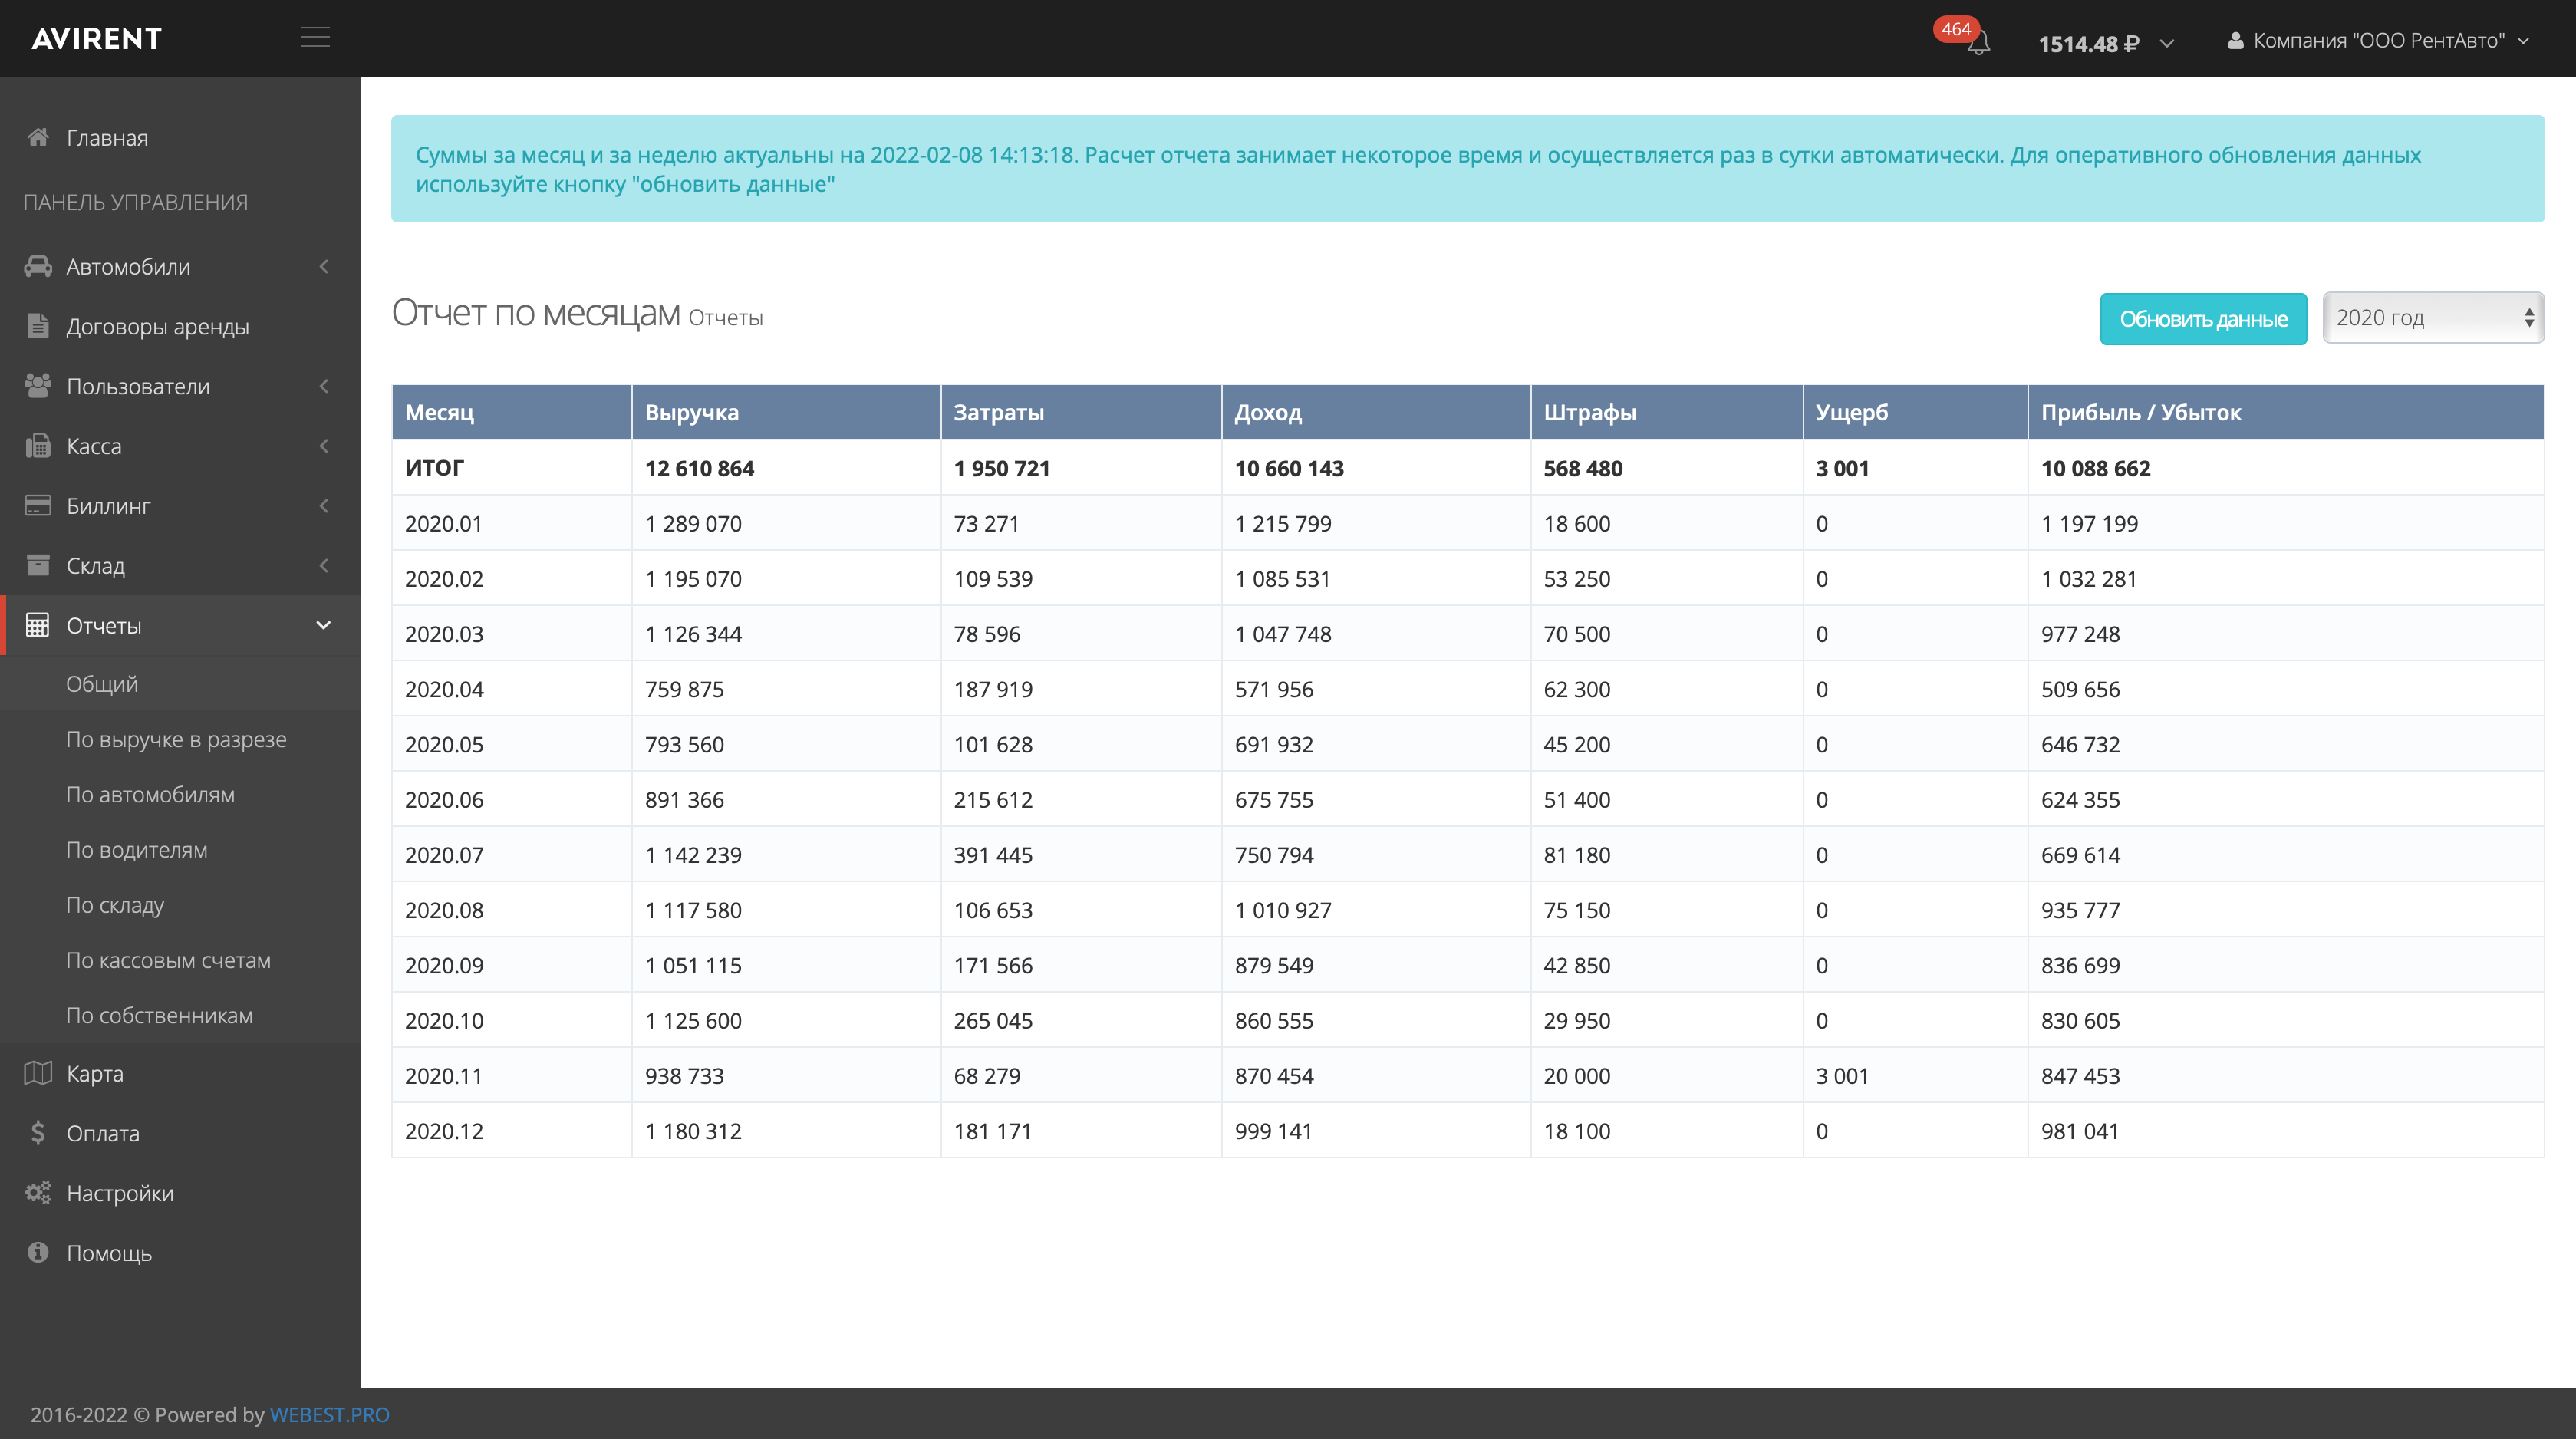 AVIRENT
464
1514.48 ₽
Компания "ООО РентАвто"
Главная
ПАНЕЛЬ УПРАВЛЕНИЯ
Автомобили
Договоры аренды
Пользователи
Касса
Биллинг
Склад
Отчеты
Общий
По выручке в разрезе
По автомобилям
По водителям
По складу
По кассовым счетам
По собственникам
Карта
Оплата
Настройки
Помощь
Суммы за месяц и за неделю актуальны на 2022-02-08 14:13:18. Расчет отчета занимает некоторое время и осуществляется раз в сутки автоматически. Для оперативного обновления данных
используйте кнопку "обновить данные"
Отчет по месяцам Отчеты
Обновить данные
2020 год
Месяц Выручка Затраты Доход Штрафы Ущерб Прибыль / Убыток
ИТОГ 12 610 864 1 950 721 10 660 143 568 480 3 001 10 088 662
2020.01 1 289 070 73 271 1 215 799 18 600 0 1 197 199
2020.02 1 195 070 109 539 1 085 531 53 250 0 1 032 281
2020.03 1 126 344 78 596 1 047 748 70 500 0 977 248
2020.04 759 875 187 919 571 956 62 300 0 509 656
2020.05 793 560 101 628 691 932 45 200 0 646 732
2020.06 891 366 215 612 675 755 51 400 0 624 355
2020.07 1 142 239 391 445 750 794 81 180 0 669 614
2020.08 1 117 580 106 653 1 010 927 75 150 0 935 777
2020.09 1 051 115 171 566 879 549 42 850 0 836 699
2020.10 1 125 600 265 045 860 555 29 950 0 830 605
2020.11 938 733 68 279 870 454 20 000 3 001 847 453
2020.12 1 180 312 181 171 999 141 18 100 0 981 041
2016-2022 © Powered by WEBEST.PRO